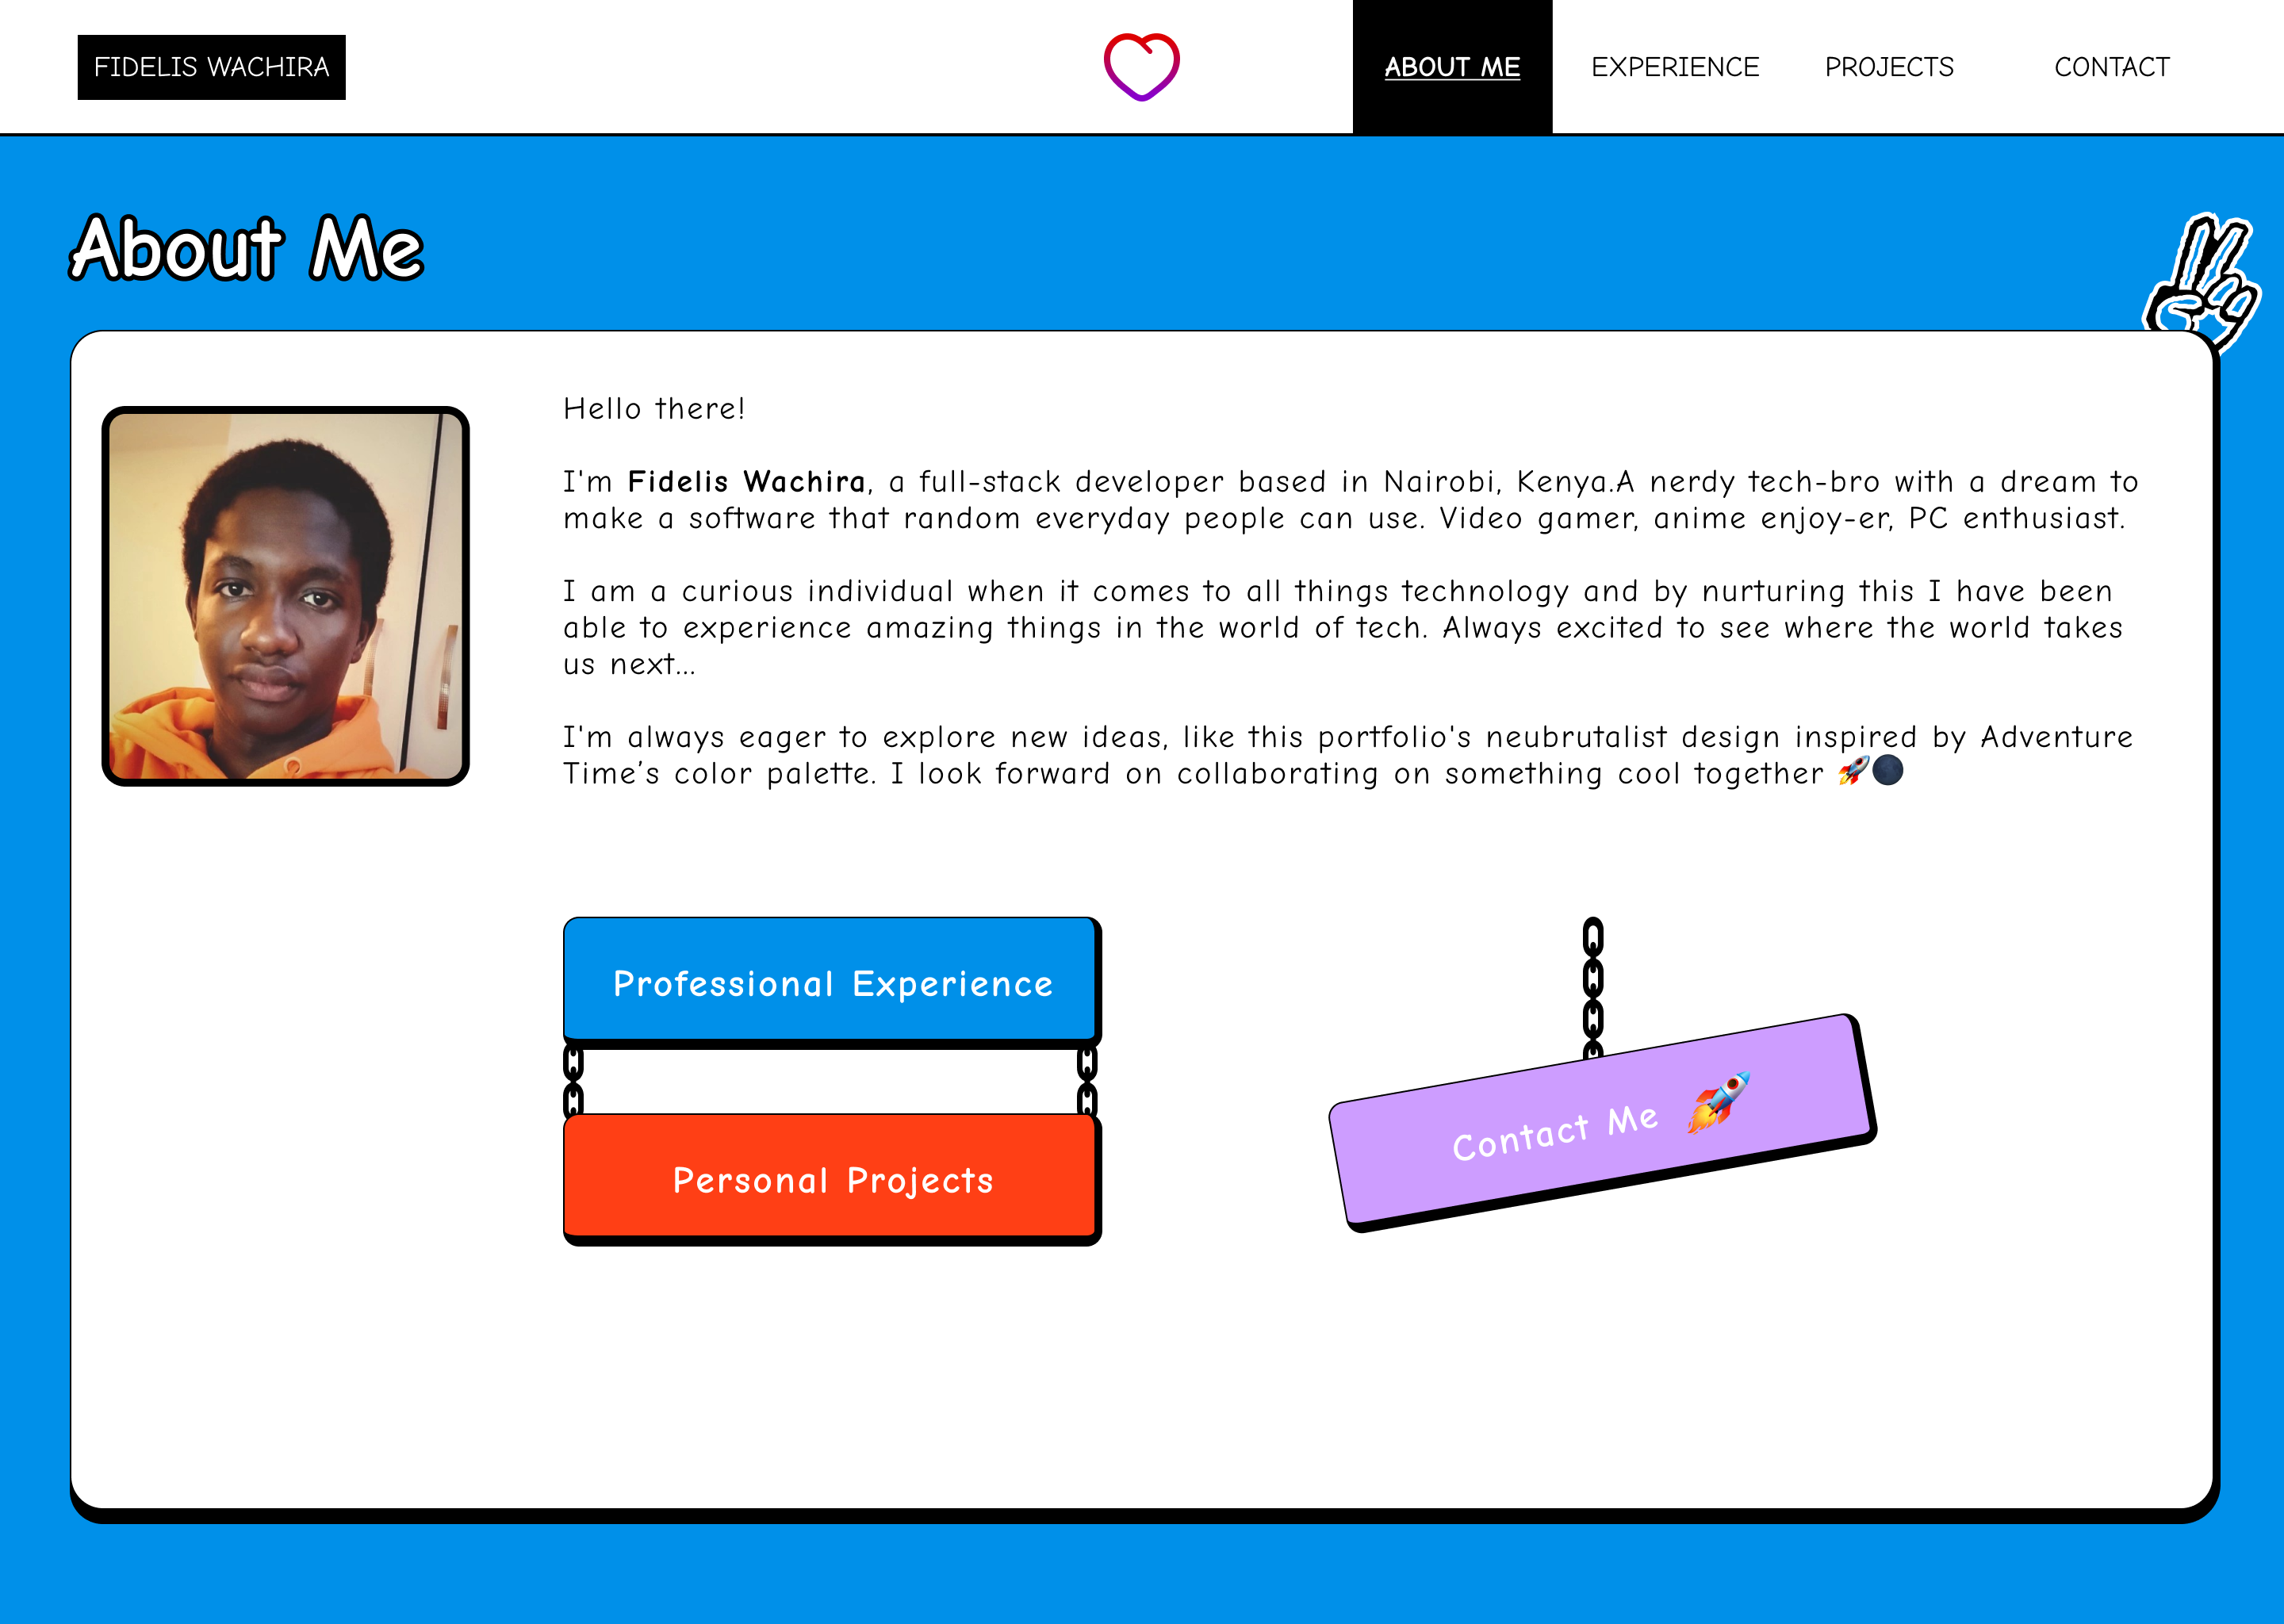 FIDELIS WACHIRA
ABOUT ME
EXPERIENCE
PROJECTS
CONTACT
About Me
Hello there!
I'm Fidelis Wachira, a full-stack developer based in Nairobi, Kenya.A nerdy tech-bro with a dream to
make a software that random everyday people can use. Video gamer, anime enjoy-er, PC enthusiast.
I am a curious individual when it comes to all things technology and by nurturing this I have been
able to experience amazing things in the world of tech. Always excited to see where the world takes
us next...
I'm always eager to explore new ideas, like this portfolio's neubrutalist design inspired by Adventure
Time’s color palette. I look forward on collaborating on something cool together 🚀🌑
Professional Experience
Personal Projects
Contact Me 🚀